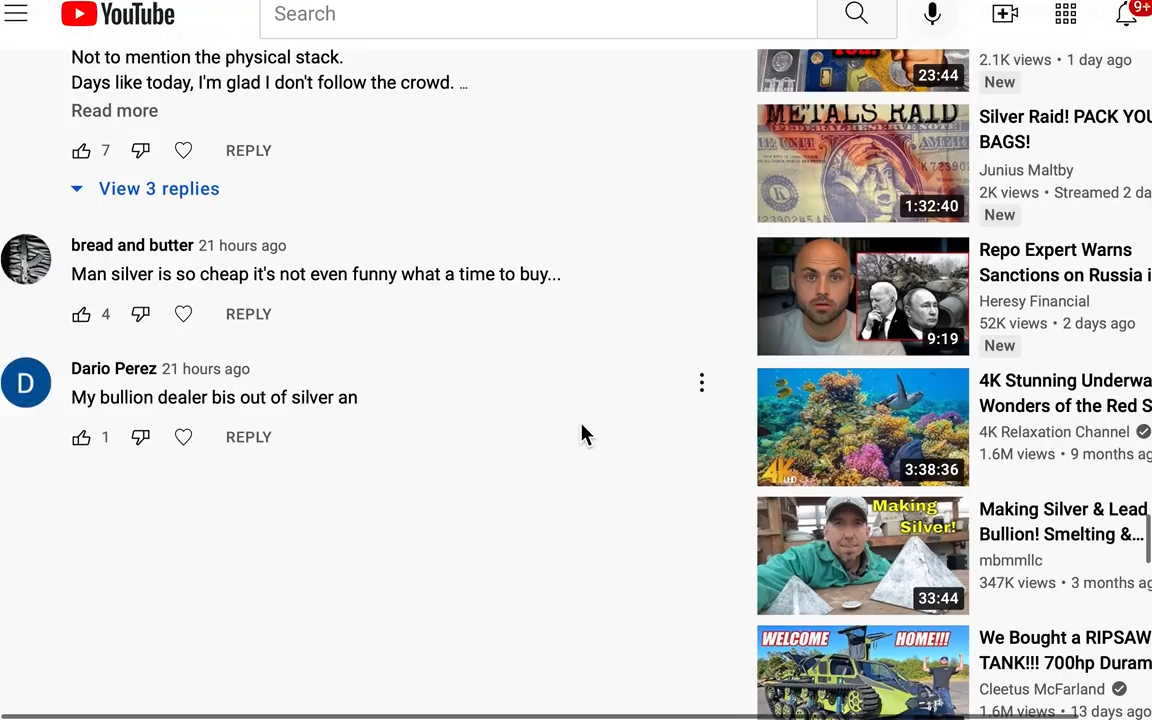 YouTube
Search
9+
Not to mention the physical stack.
Days like today, I'm glad I don't follow the crowd. ...
Read more
7
REPLY
View 3 replies
bread and butter 21 hours ago
Man silver is so cheap it's not even funny what a time to buy...
4
REPLY
D
Dario Perez 21 hours ago
My bullion dealer bis out of silver an
1
REPLY
23:44
2.1K views • 1 day ago
New
METALS RAID
FEDERAL RESERVE NOTE
1:32:40
Silver Raid! PACK YOU
BAGS!
Junius Maltby
2K views • Streamed 2 da
New
9:19
Repo Expert Warns
Sanctions on Russia i
Heresy Financial
52K views • 2 days ago
New
4K
UHD
3:38:36
4K Stunning Underwa
Wonders of the Red S
4K Relaxation Channel
1.6M views • 9 months ag
Making
Silver!
33:44
Making Silver & Lead
Bullion! Smelting &...
mbmmllc
347K views • 3 months ag
WELCOME HOME!!!
We Bought a RIPSAW
TANK!!! 700hp Duram
Cleetus McFarland
1.6M views • 13 days ago